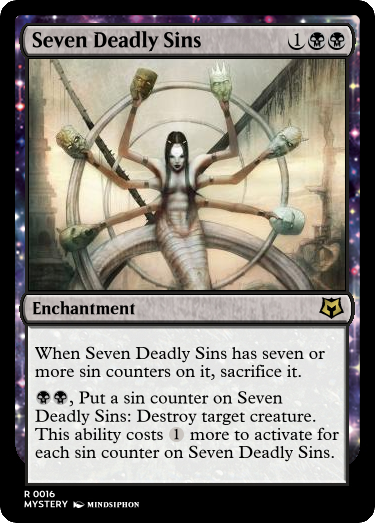 Seven Deadly Sins 1
Enchantment
When Seven Deadly Sins has seven or
more sin counters on it, sacrifice it.
, Put a sin counter on Seven
Deadly Sins: Destroy target creature.
This ability costs 1 more to activate for
each sin counter on Seven Deadly Sins.
R 0016
MYSTERY MINDSIPHON